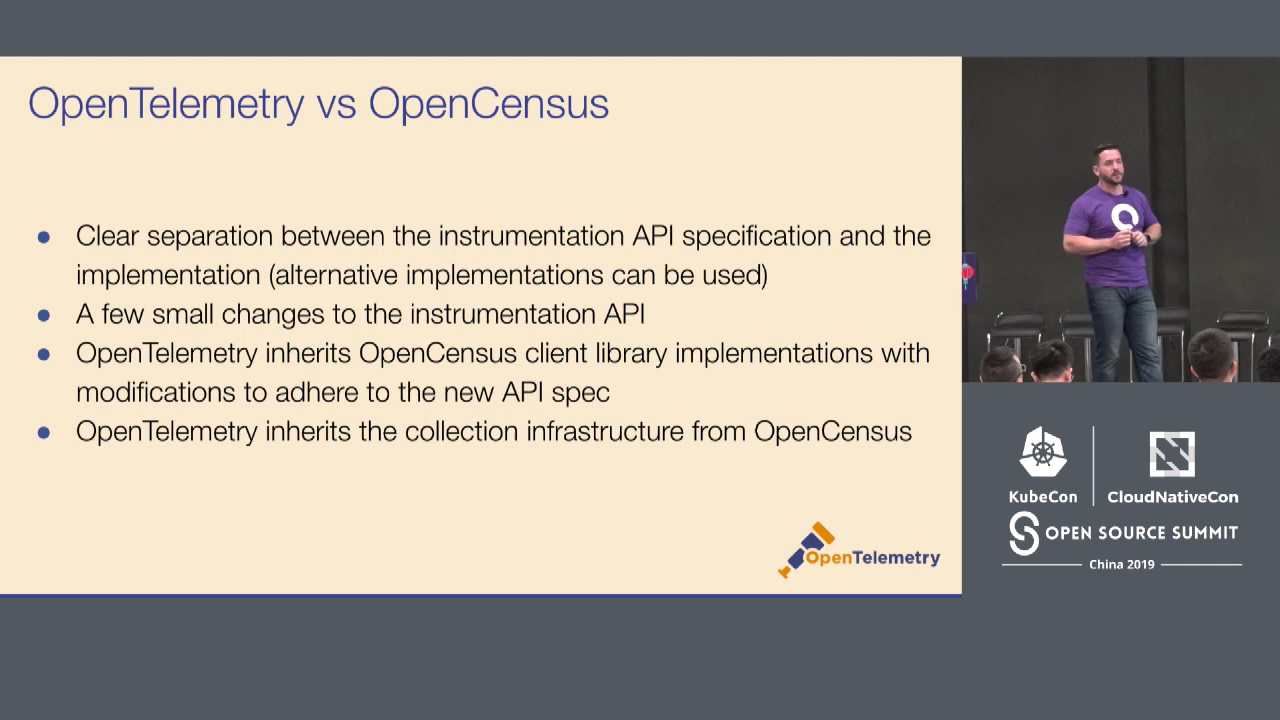 OpenTelemetry vs OpenCensus
● Clear separation between the instrumentation API specification and the
implementation (alternative implementations can be used)
● A few small changes to the instrumentation API
● OpenTelemetry inherits OpenCensus client library implementations with
modifications to adhere to the new API spec
● OpenTelemetry inherits the collection infrastructure from OpenCensus
OpenTelemetry
KubeCon
CloudNativeCon
OPEN SOURCE SUMMIT
China 2019